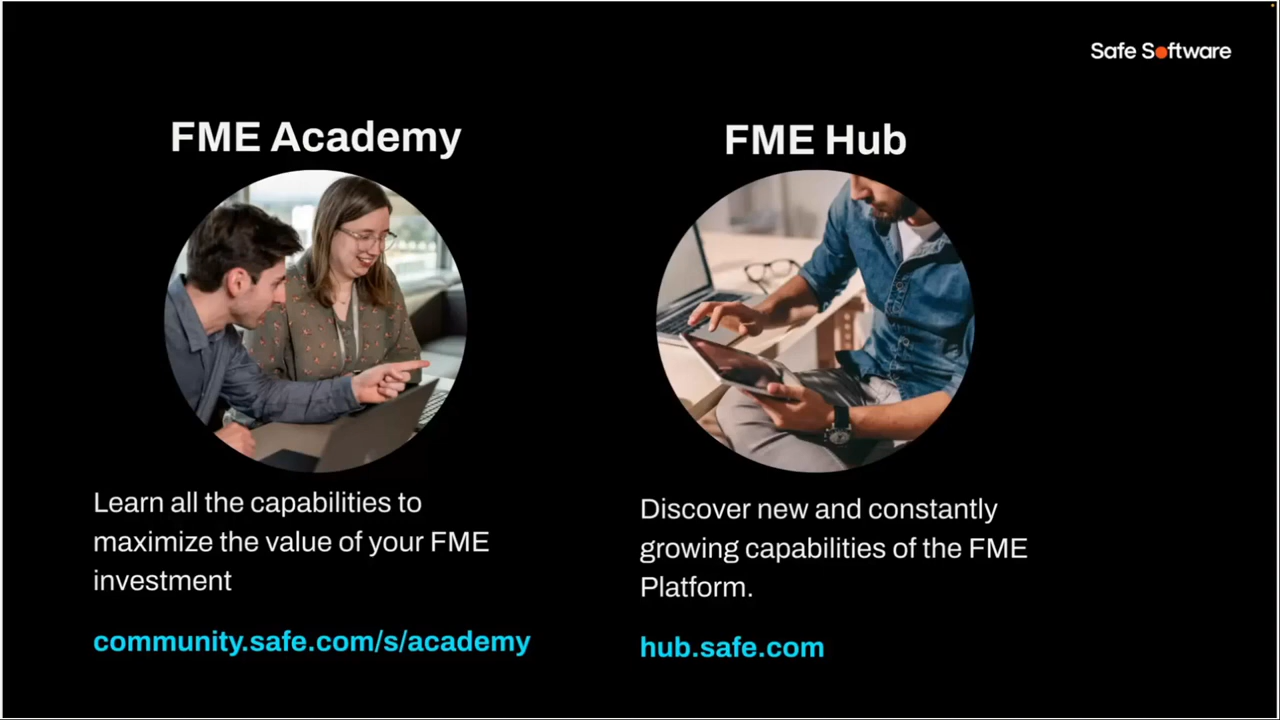 Safe Software
FME Academy
FME Hub
Learn all the capabilities to
maximize the value of your FME
investment
community.safe.com/s/academy
Discover new and constantly
growing capabilities of the FME
Platform.
hub.safe.com